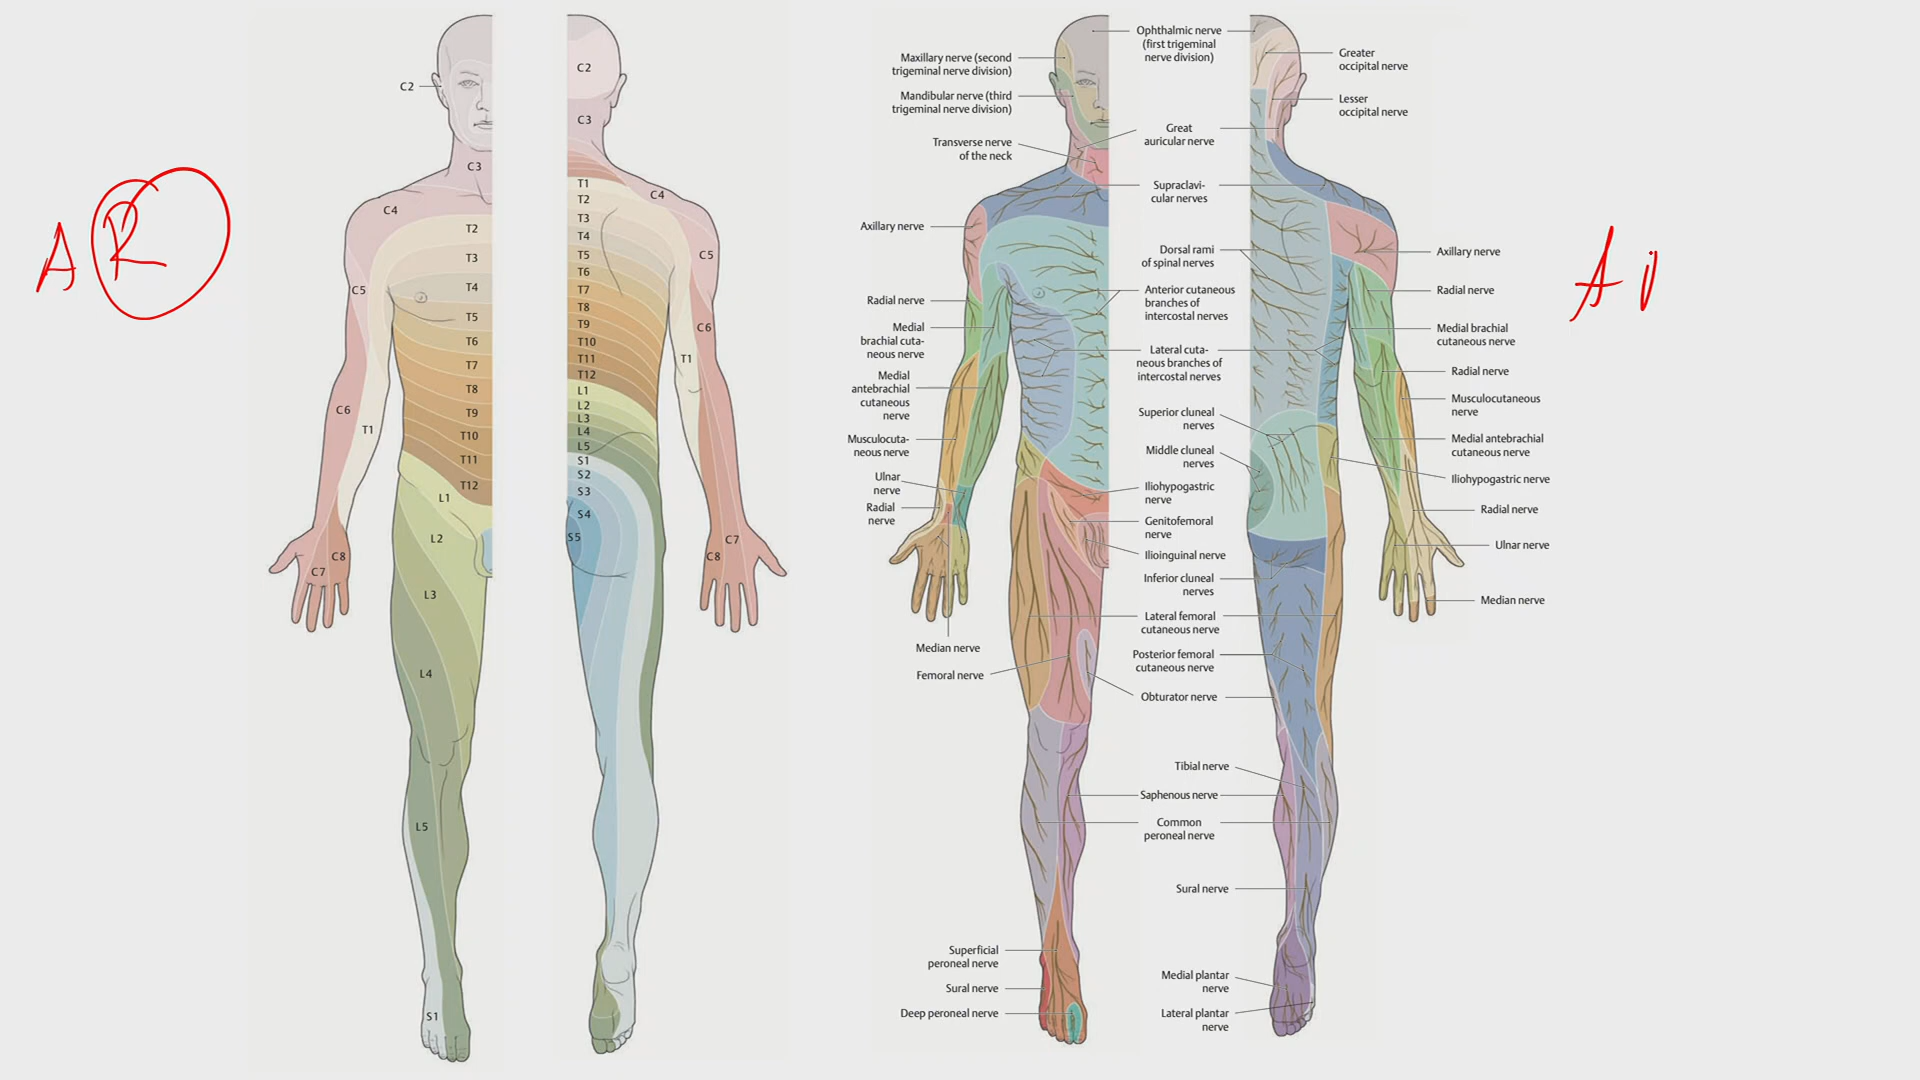 A R
C2
C3
C4
C5
C6
T1
C7
C8
T2
T3
T4
T5
T6
T7
T8
T9
T10
T11
T12
L1
L2
L3
L4
L5
S1
C2
C3
T1
T2
T3
T4
T5
T6
T7
T8
T9
T10
T11
T12
L1
L2
L3
L4
L5
S1
S2
S3
S4
S5
C4
C5
C6
T1
C7
C8
Maxillary nerve (second
trigeminal nerve division)
Mandibular nerve (third
trigeminal nerve division)
Transverse nerve
of the neck
Axillary nerve
Radial nerve
Medial
brachial cuta-
neous nerve
Medial
antebrachial
cutaneous
nerve
Musculocuta-
neous nerve
Ulnar
nerve
Radial
nerve
Median nerve
Femoral nerve
Superficial
peroneal nerve
Sural nerve
Deep peroneal nerve
Ophthalmic nerve
(first trigeminal
nerve division)
Great
auricular nerve
Supraclavi-
cular nerves
Dorsal rami
of spinal nerves
Anterior cutaneous
branches of
intercostal nerves
Lateral cuta-
neous branches of
intercostal nerves
Superior cluneal
nerves
Middle cluneal
nerves
Iliohypogastric
nerve
Genitofemoral
nerve
Ilioinguinal nerve
Inferior cluneal
nerves
Lateral femoral
cutaneous nerve
Posterior femoral
cutaneous nerve
Obturator nerve
Tibial nerve
Saphenous nerve
Common
peroneal nerve
Sural nerve
Medial plantar
nerve
Lateral plantar
nerve
Greater
occipital nerve
Lesser
occipital nerve
Axillary nerve
Radial nerve
Medial brachial
cutaneous nerve
Radial nerve
Musculocutaneous
nerve
Medial antebrachial
cutaneous nerve
Iliohypogastric nerve
Radial nerve
Ulnar nerve
Median nerve
A